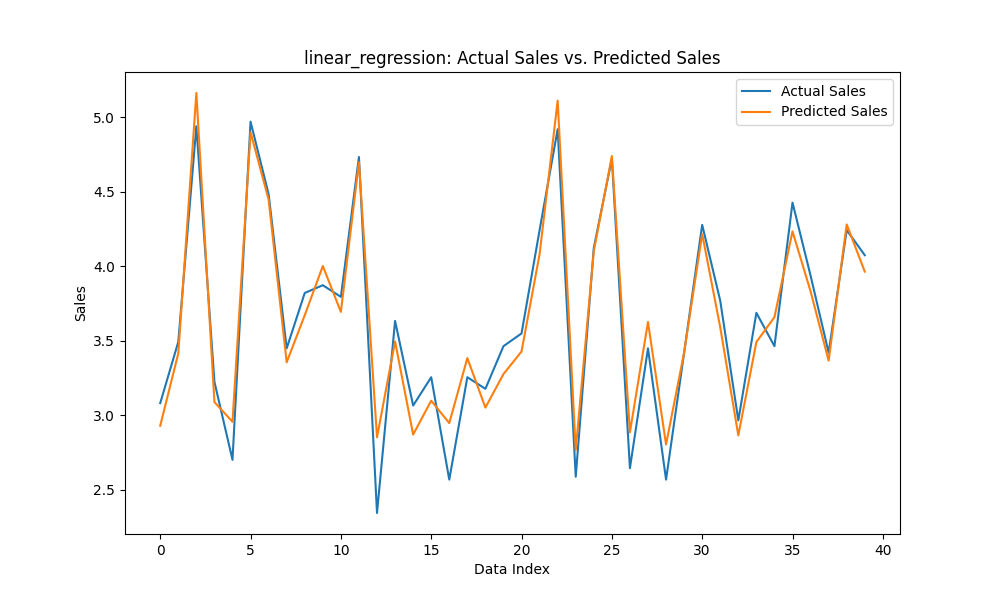 linear_regression: Actual Sales vs. Predicted Sales
Actual Sales
Predicted Sales
5.0
4.5
4.0
3.5
3.0
2.5
Sales
0 5 10 15 20 25 30 35 40
Data Index